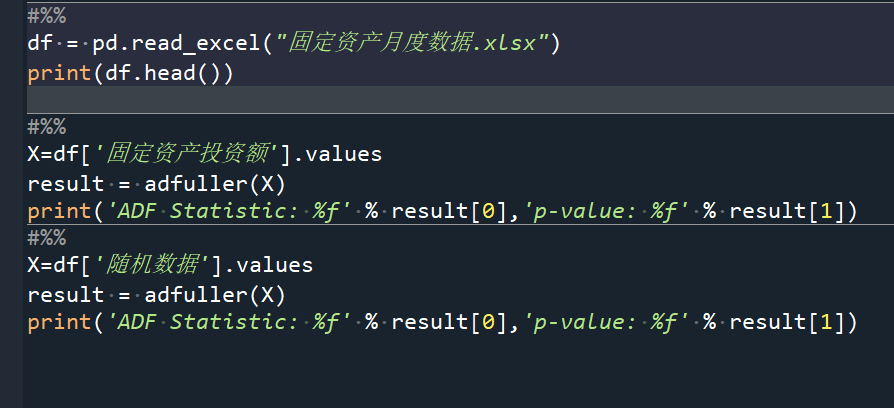 #%%
df = pd.read_excel("固定资产月度数据.xlsx")
print(df.head())
#%%
X=df['固定资产投资额'].values
result = adfuller(X)
print('ADF Statistic: %f' % result[0],'p-value: %f' % result[1])
#%%
X=df['随机数据'].values
result = adfuller(X)
print('ADF Statistic: %f' % result[0],'p-value: %f' % result[1])